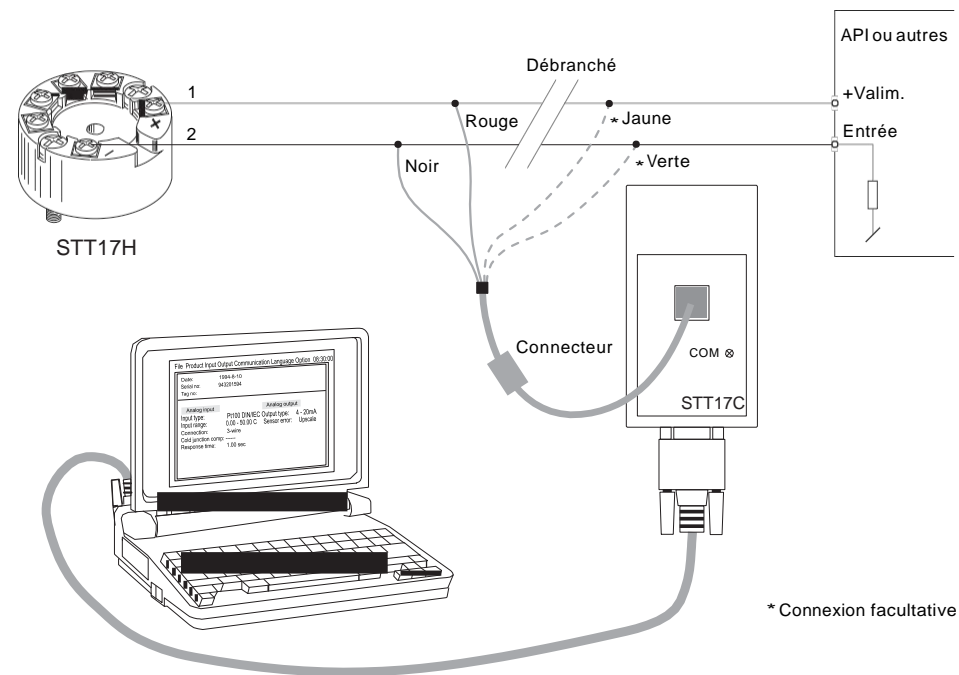 API ou autres
Débranché
1
+Valim.
Rouge
* Jaune
2
Entrée
Noir
* Verte
STT17H
Connecteur
COM
STT17C
File Product Input Output Communication Language Option 08:30:00
Date: 1994-8-10
Serial no: 943201594
Tag no:
Analog input Analog output
Input type: Pt100 DIN/IEC Output type: 4 - 20mA
Input range: 0.00 - 50.00 C Sensor error: Upscale
Connection: 3-wire
Cold junction comp: ------
Response time: 1.00 sec.
* Connexion facultative